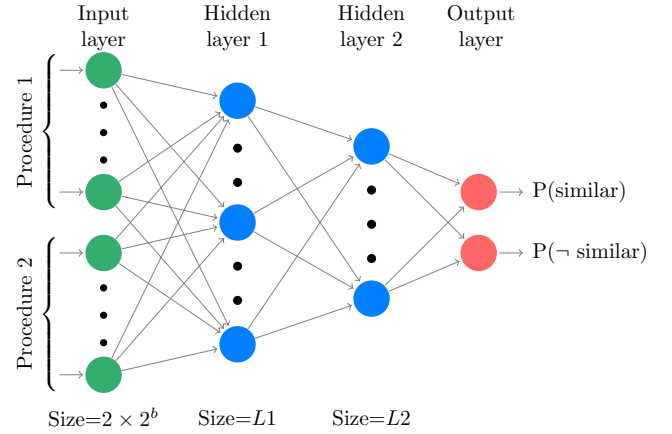 Input
layer
Hidden
layer 1
Hidden
layer 2
Output
layer
Procedure 1
Procedure 2
P(similar)
P(¬ similar)
Size=2 × 2^b
Size=L1
Size=L2